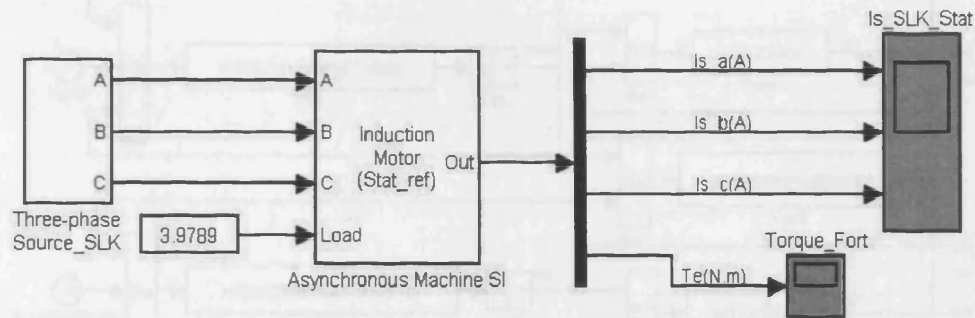 Is_SLK_Stat
A
B
C
Three-phase
Source_SLK
3.9789
A
B
C
Load
Induction
Motor
(Stat_ref)
Out
Asynchronous Machine SI
Is_a(A)
Is_b(A)
Is_c(A)
Te(N.m)
Torque_Fort